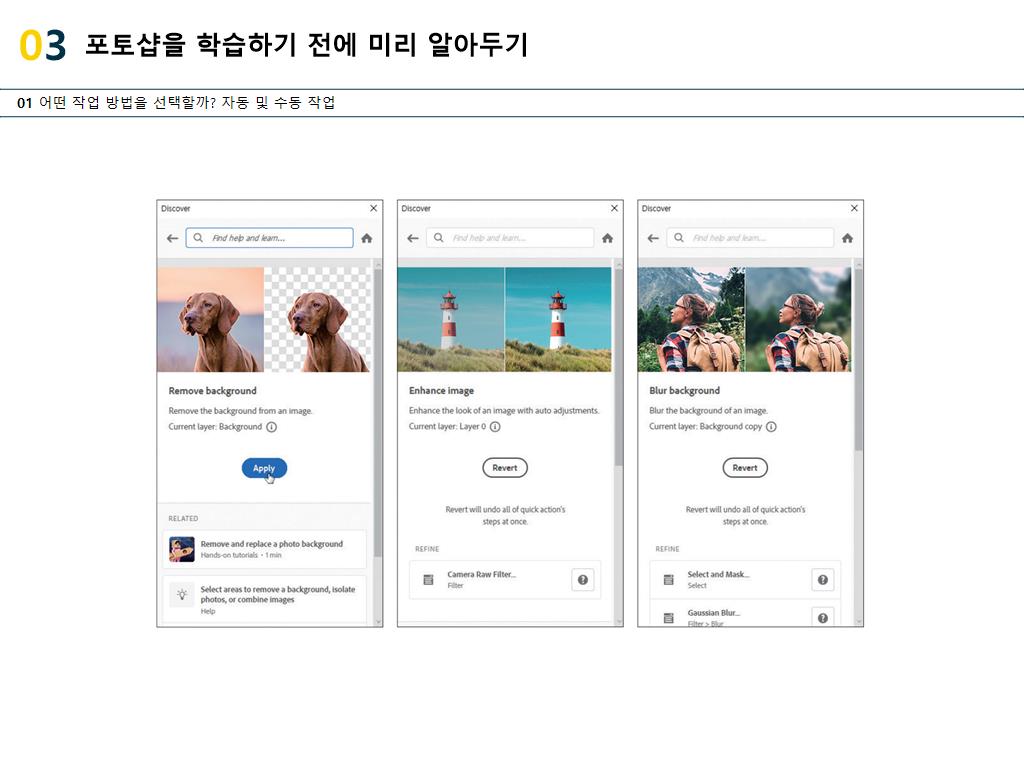 03 포토샵을 학습하기 전에 미리 알아두기
01 어떤 작업 방법을 선택할까? 자동 및 수동 작업
Discover
Find help and learn...
Remove background
Remove the background from an image.
Current layer: Background
Apply
RELATED
Remove and replace a photo background
Hands-on tutorials • 1 min
Select areas to remove a background, isolate
photos, or combine images
Help
Discover
Find help and learn...
Enhance image
Enhance the look of an image with auto adjustments.
Current layer: Layer 0
Revert
Revert will undo all of quick action's
steps at once.
REFINE
Camera Raw Filter...
Filter
Discover
Find help and learn...
Blur background
Blur the background of an image.
Current layer: Background copy
Revert
Revert will undo all of quick action's
steps at once.
REFINE
Select and Mask...
Select
Gaussian Blur...
Filter > Blur